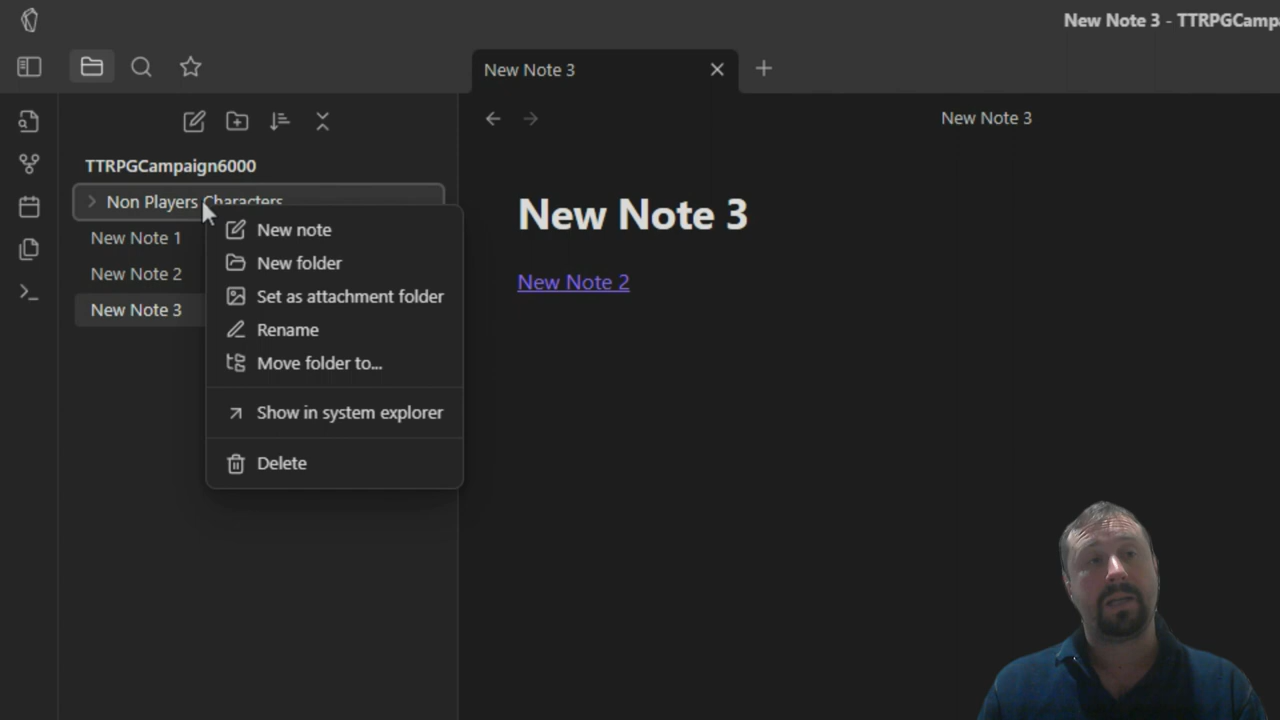 New Note 3 - TTRPGCamp
New Note 3
New Note 3
TTRPGCampaign6000
Non Players Characters
New Note 1
New Note 2
New Note 3
New note
New folder
Set as attachment folder
Rename
Move folder to...
Show in system explorer
Delete
New Note 3
New Note 2